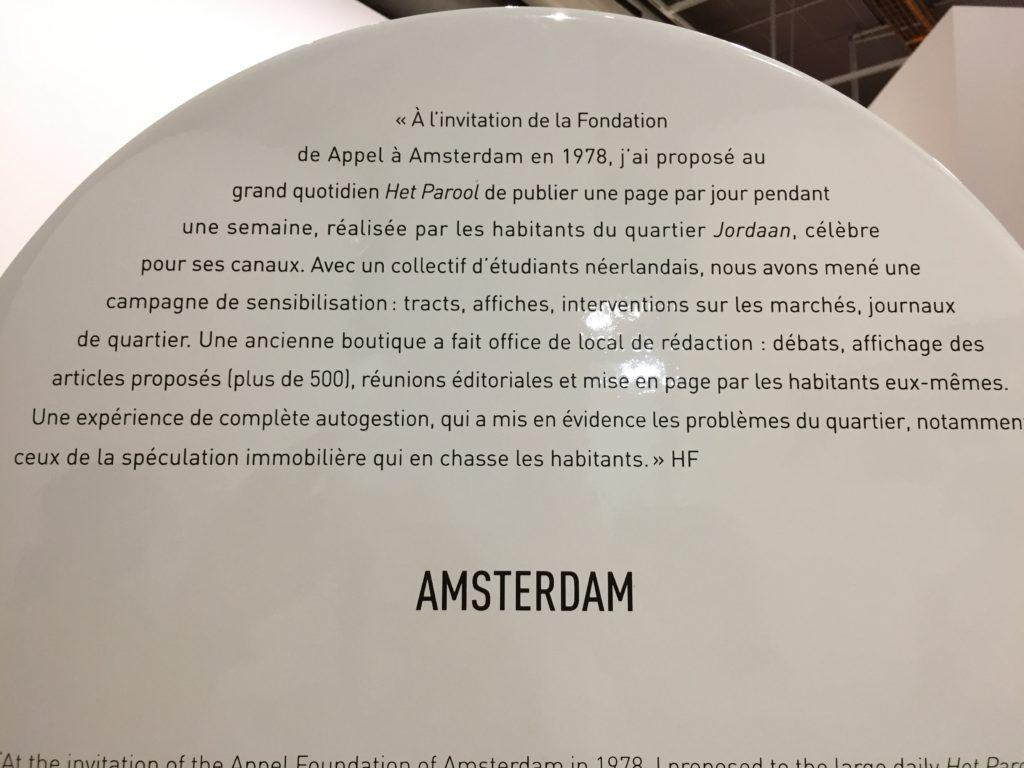 « À l'invitation de la Fondation
de Appel à Amsterdam en 1978, j'ai proposé au
grand quotidien Het Parool de publier une page par jour pendant
une semaine, réalisée par les habitants du quartier Jordaan, célèbre
pour ses canaux. Avec un collectif d'étudiants néerlandais, nous avons mené une
campagne de sensibilisation : tracts, affiches, interventions sur les marchés, journaux
de quartier. Une ancienne boutique a fait office de local de rédaction : débats, affichage des
articles proposés (plus de 500), réunions éditoriales et mise en page par les habitants eux-mêmes.
Une expérience de complète autogestion, qui a mis en évidence les problèmes du quartier, notammen
ceux de la spéculation immobilière qui en chasse les habitants. » HF
AMSTERDAM
"At the invitation of the Appel Foundation of Amsterdam in 1978, I proposed to the large daily Het Paro